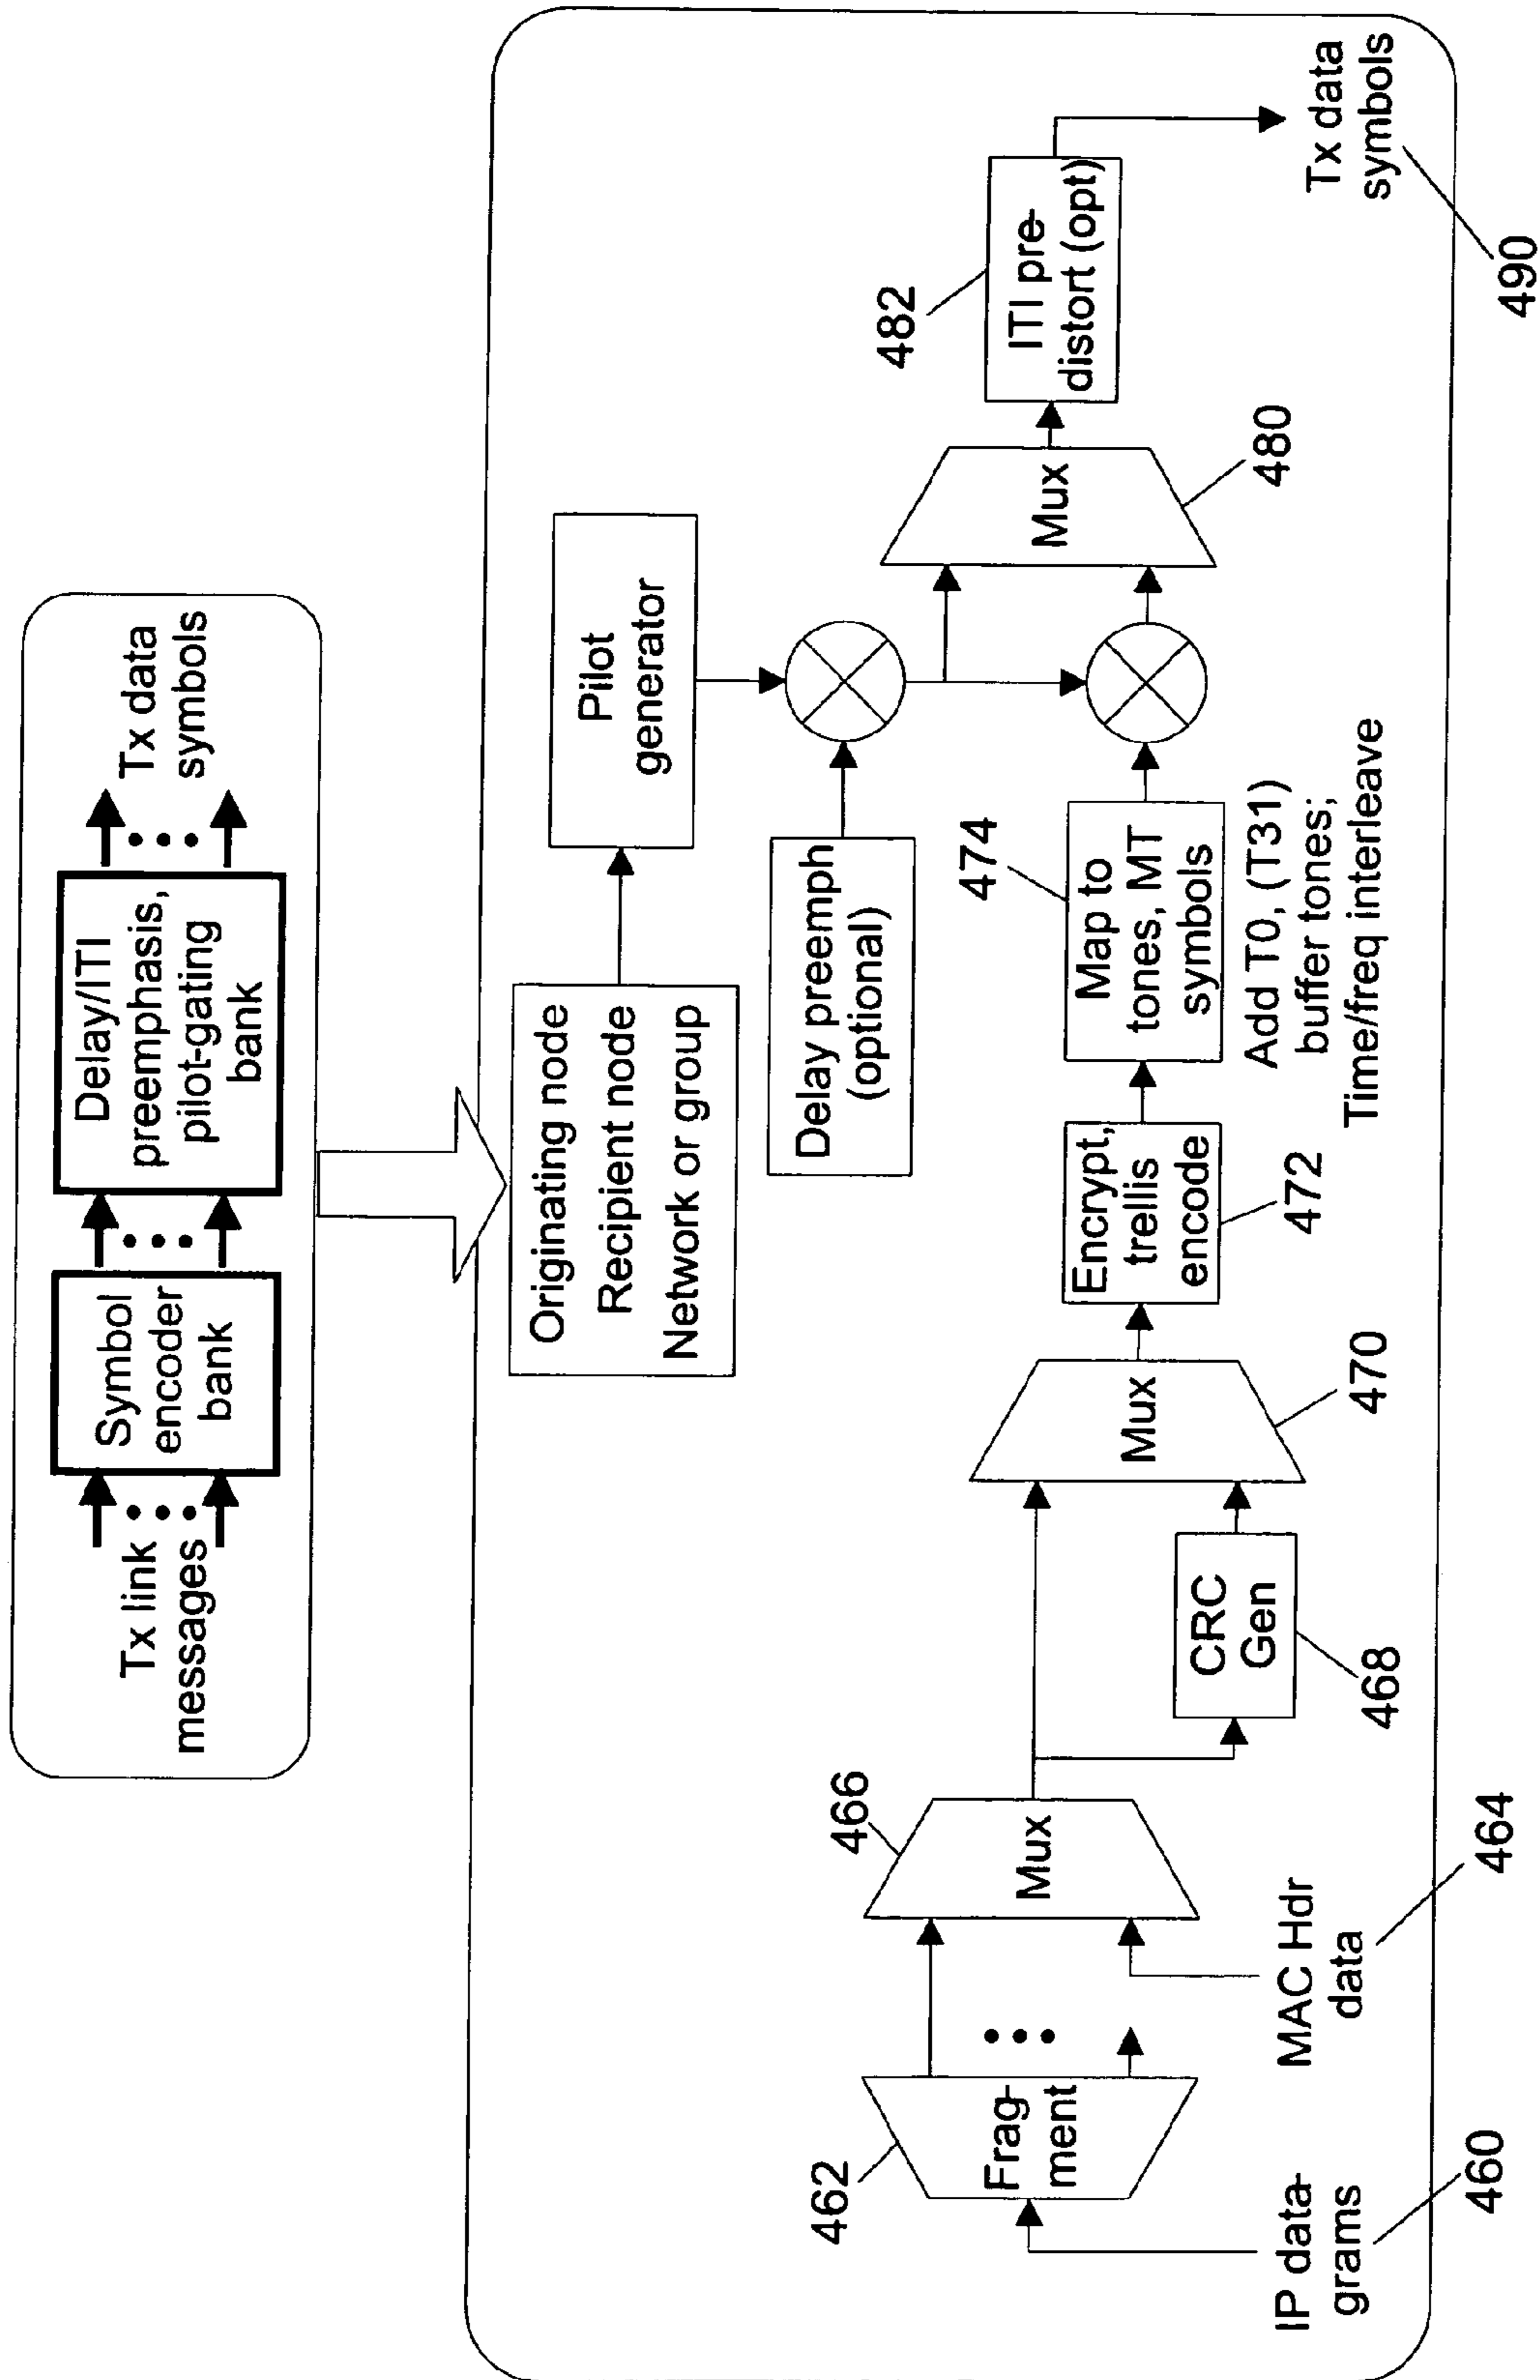 Tx link
messages
Symbol
encoder
bank
Delay/ITI
preemphasis,
pilot-gating
bank
Tx data
symbols
Originating node
Recipient node
Network or group
Pilot
generator
Delay preemph
(optional)
IP data-
grams
460
462
Frag-
ment
MAC Hdr
data
464
466
Mux
CRC
Gen
468
Mux
470
Encrypt,
trellis
encode
472
474
Map to
tones, MT
symbols
Add T0, (T31)
buffer tones;
Time/freq interleave
Mux
480
482
ITI pre-
distort (opt)
Tx data
symbols
490